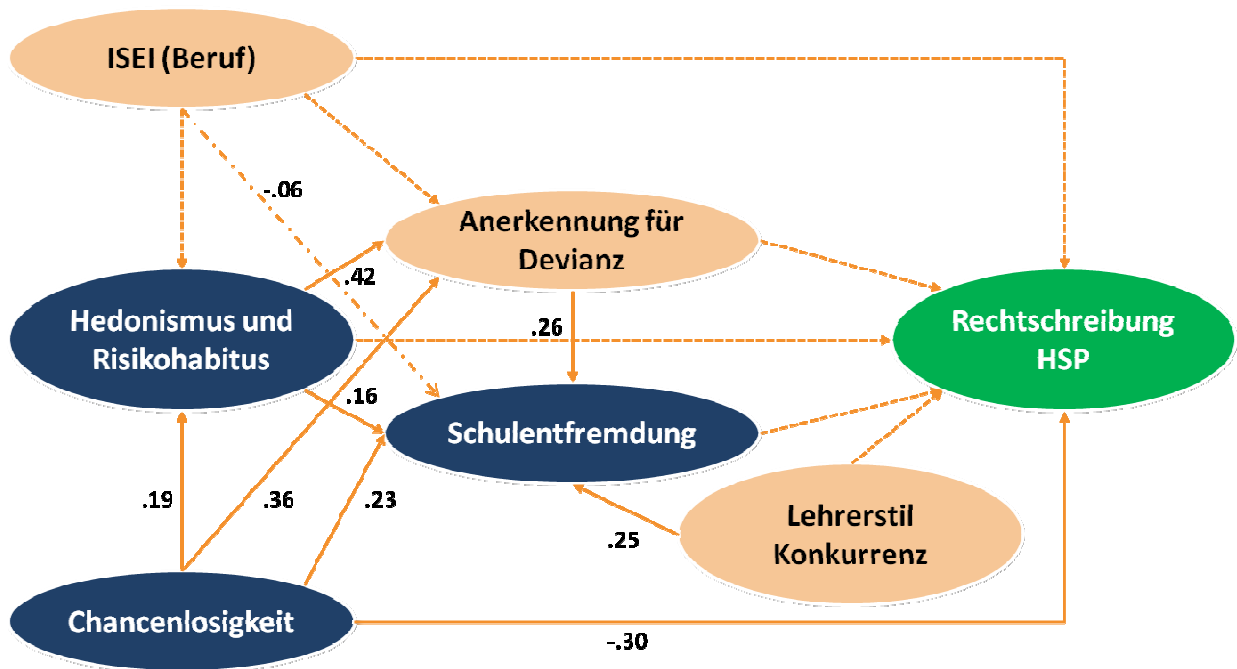 ISEI (Beruf)
-.06
Anerkennung für
Devianz
.42
Hedonismus und
Risikohabitus
.26
Rechtschreibung
HSP
.16
Schulentfremdung
.19
.36
.23
Lehrerstil
Konkurrenz
.25
Chancenlosigkeit
-.30